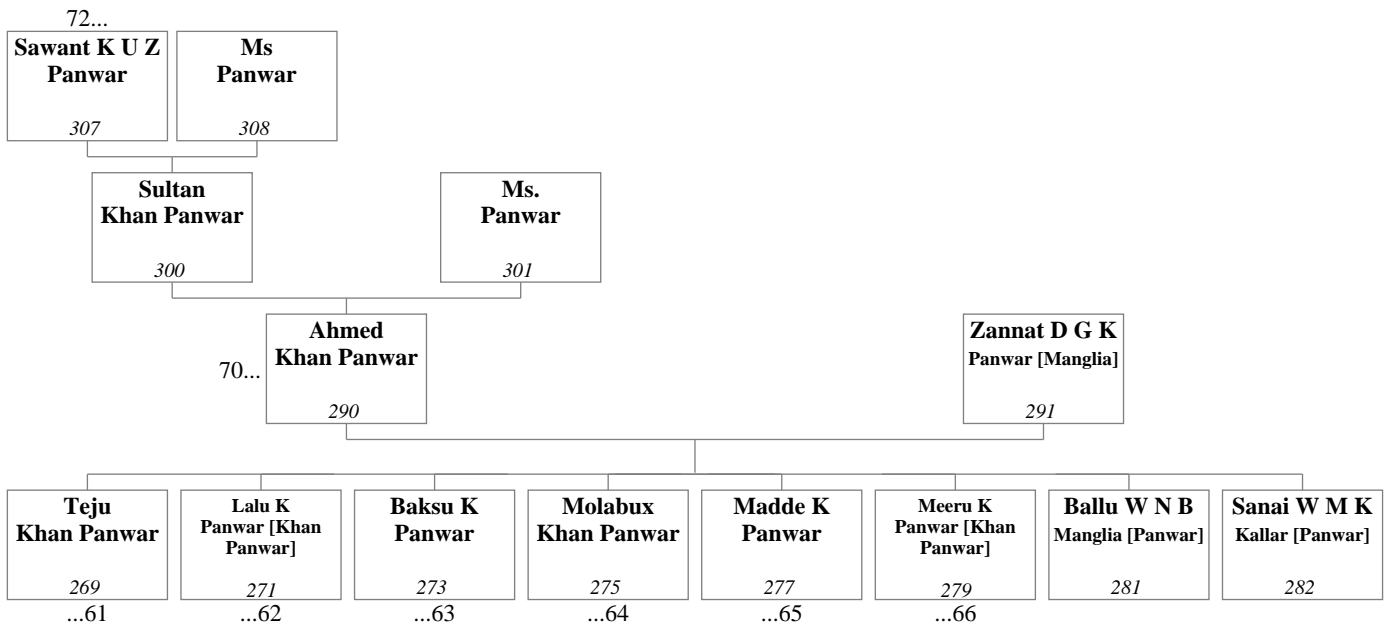 72...
Sawant K U Z
Panwar
307
Ms
Panwar
308
Sultan
Khan Panwar
300
Ms.
Panwar
301
70...
Ahmed
Khan Panwar
290
Zannat D G K
Panwar [Manglia]
291
Teju
Khan Panwar
269
...61
Lalu K
Panwar [Khan
Panwar]
271
...62
Baksu K
Panwar
273
...63
Molabux
Khan Panwar
275
...64
Madde K
Panwar
277
...65
Meeru K
Panwar [Khan
Panwar]
279
...66
Ballu W N B
Manglia [Panwar]
281
Sanai W M K
Kallar [Panwar]
282